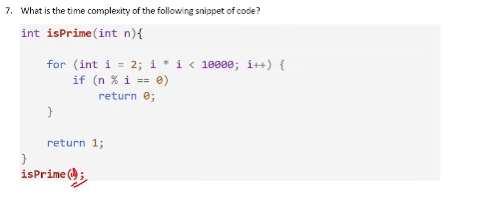 7. What is the time complexity of the following snippet of code?
int isPrime(int n){
for (int i = 2; i * i < 10000; i++) {
if (n % i == 0)
return 0;
}
return 1;
}
isPrime();